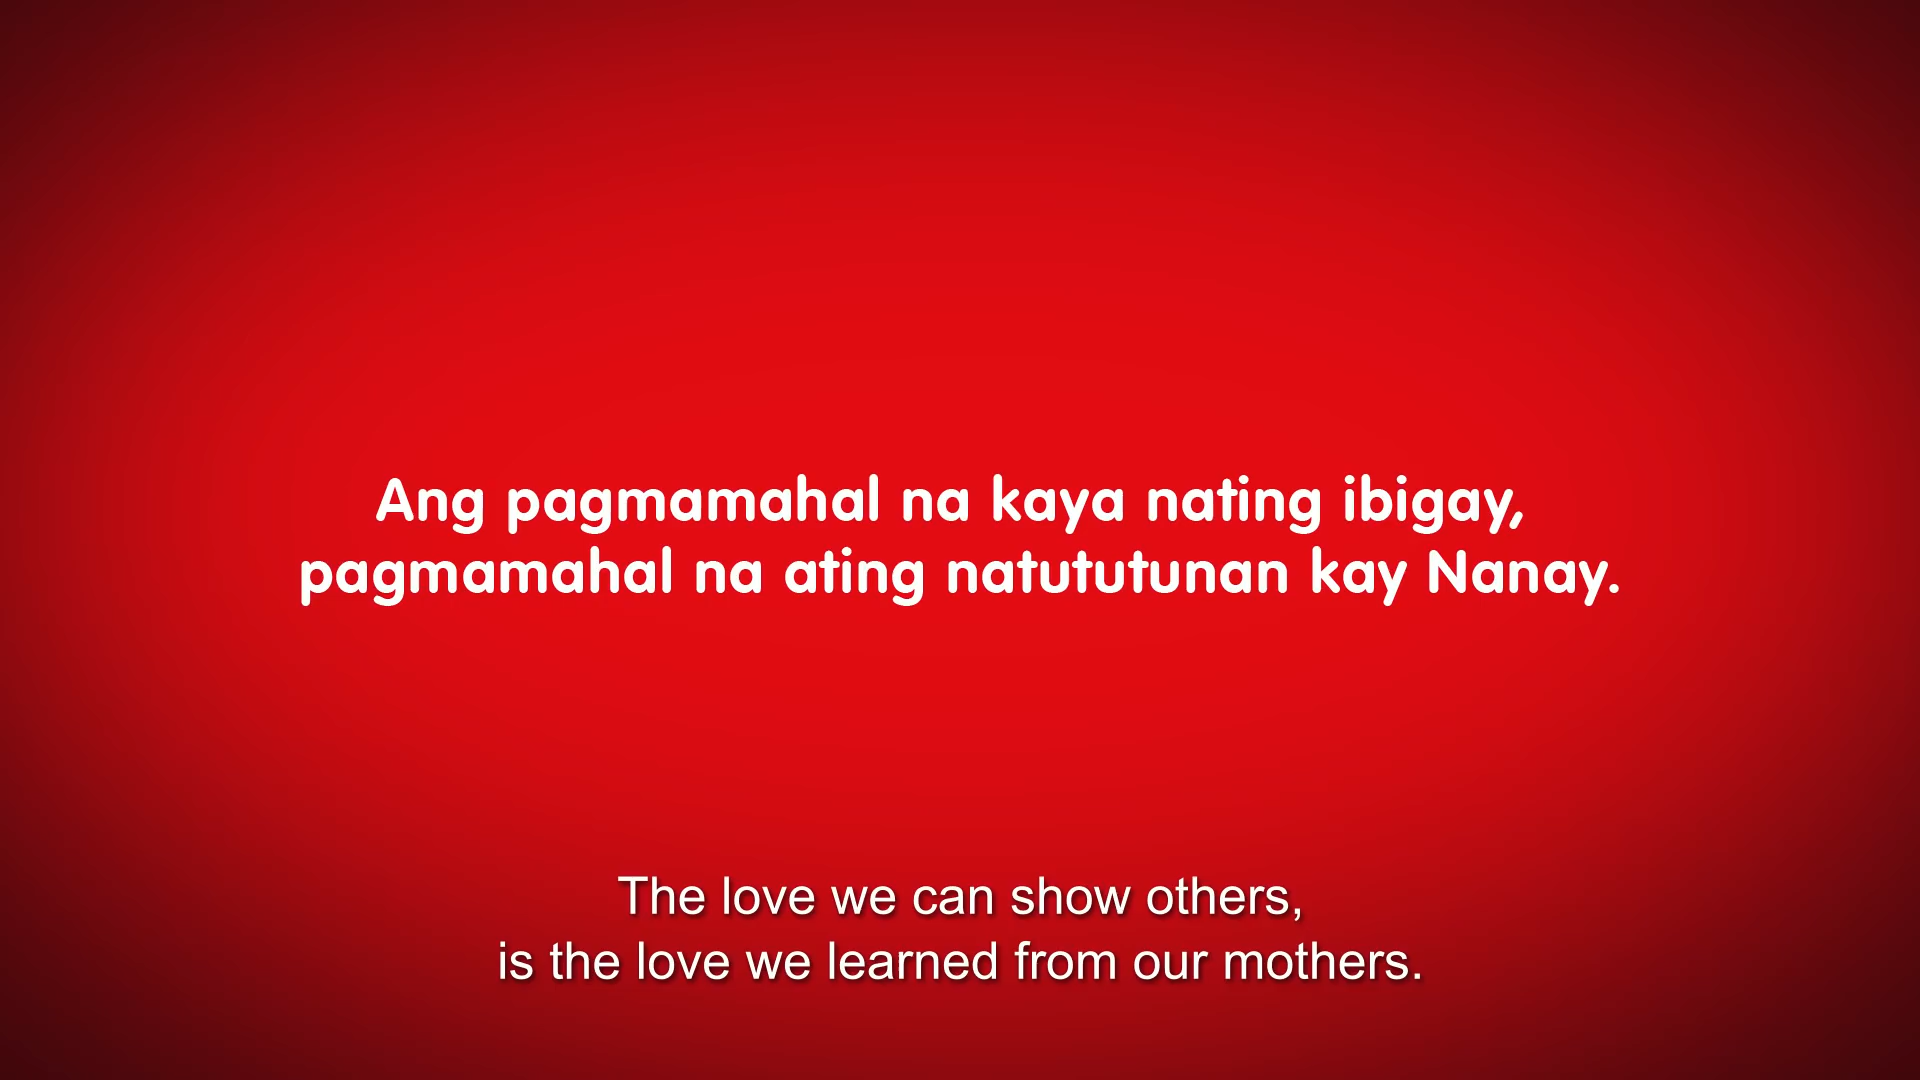 Ang pagmamahal na kaya nating ibigay,
pagmamahal na ating natututunan kay Nanay.
The love we can show others,
is the love we learned from our mothers.